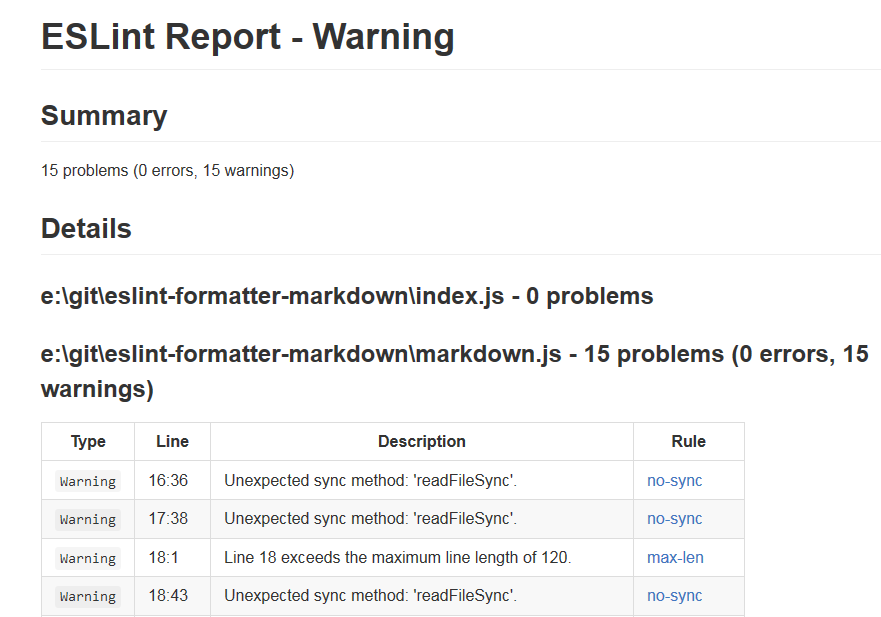 ESLint Report - Warning
Summary
15 problems (0 errors, 15 warnings)
Details
e:\git\eslint-formatter-markdown\index.js - 0 problems
e:\git\eslint-formatter-markdown\markdown.js - 15 problems (0 errors, 15
warnings)
Type Line Description Rule
Warning 16:36 Unexpected sync method: 'readFileSync'. no-sync
Warning 17:38 Unexpected sync method: 'readFileSync'. no-sync
Warning 18:1 Line 18 exceeds the maximum line length of 120. max-len
Warning 18:43 Unexpected sync method: 'readFileSync'. no-sync